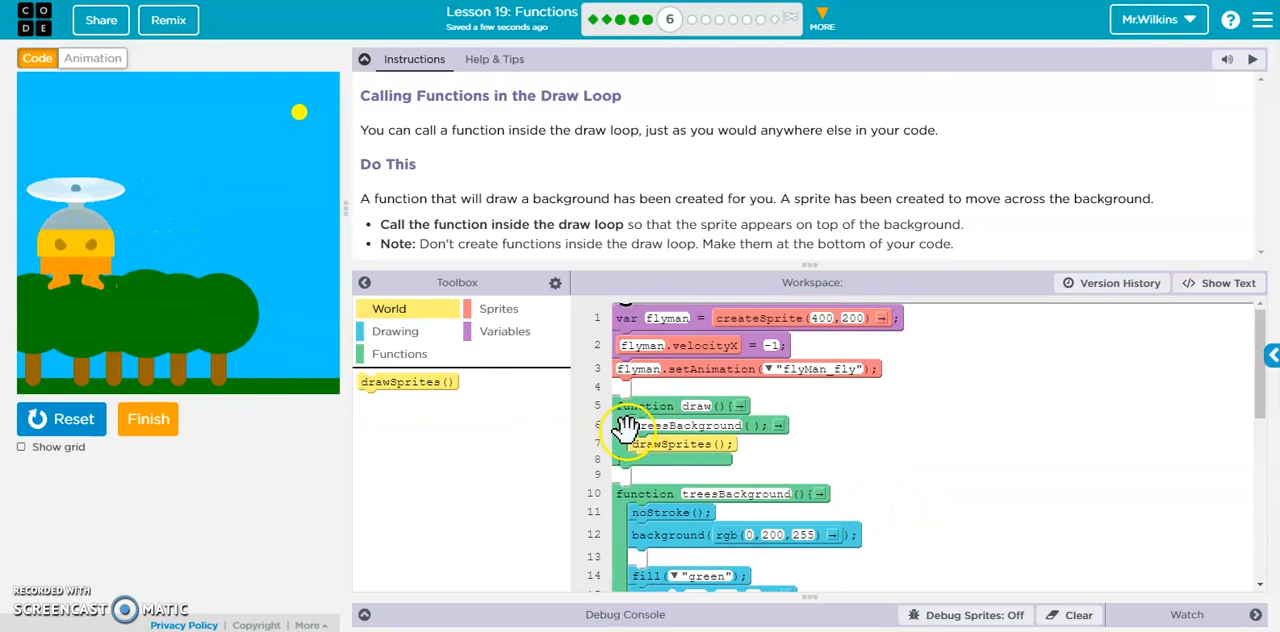 CODE
Share
Remix
Lesson 19: Functions
Saved a few seconds ago
6
MORE
Mr.Wilkins
?
Code
Animation
Instructions
Help & Tips
Calling Functions in the Draw Loop
You can call a function inside the draw loop, just as you would anywhere else in your code.
Do This
A function that will draw a background has been created for you. A sprite has been created to move across the background.
• Call the function inside the draw loop so that the sprite appears on top of the background.
• Note: Don't create functions inside the draw loop. Make them at the bottom of your code.
Toolbox
Workspace:
Version History
</> Show Text
World
Sprites
Drawing
Variables
Functions
drawSprites()
1 var flyman = createSprite(400,200);
2 flyman.velocityX = -1;
3 flyman.setAnimation("flyMan_fly");
4
5 function draw(){
6 treesBackground();
7 drawSprites();
8
9
10 function treesBackground(){
11 noStroke();
12 background(rgb(0,200,255));
13
14 fill("green");
Reset
Finish
Show grid
RECORDED WITH
SCREENCAST MATIC
Privacy Policy | Copyright | More
Debug Console
Debug Sprites: Off
Clear
Watch